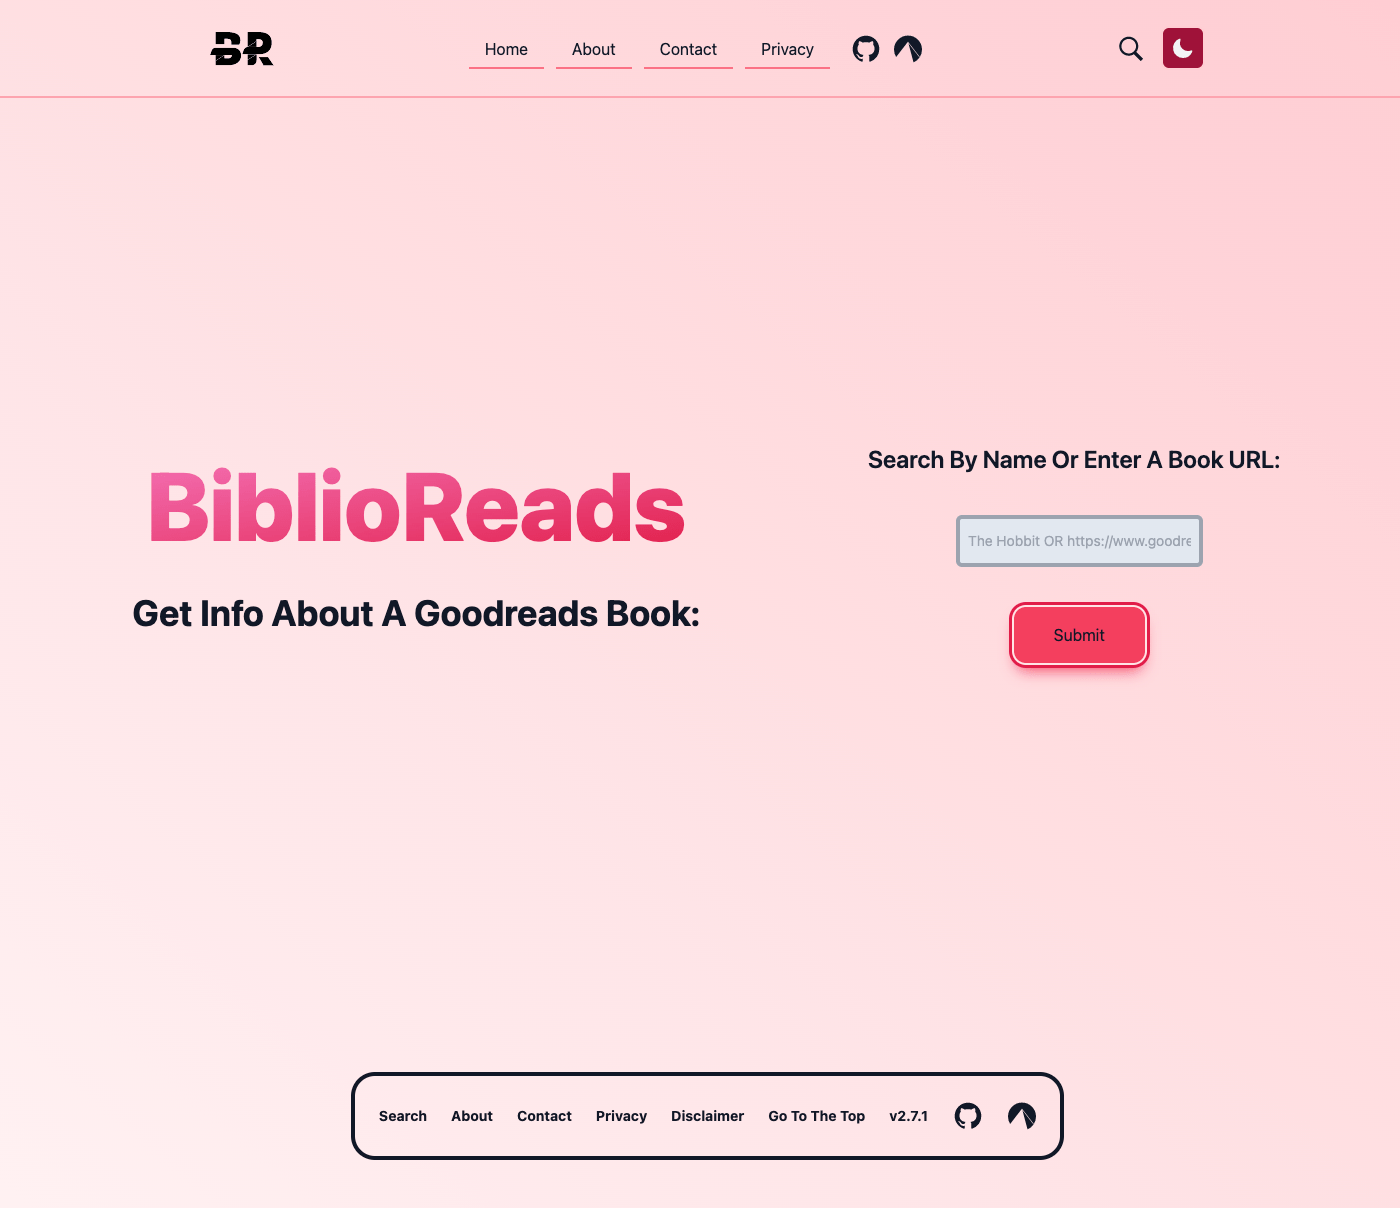 BR
Home About Contact Privacy
BiblioReads
Get Info About A Goodreads Book:
Search By Name Or Enter A Book URL:
The Hobbit OR https://www.goodre
Submit
Search About Contact Privacy Disclaimer Go To The Top v2.7.1